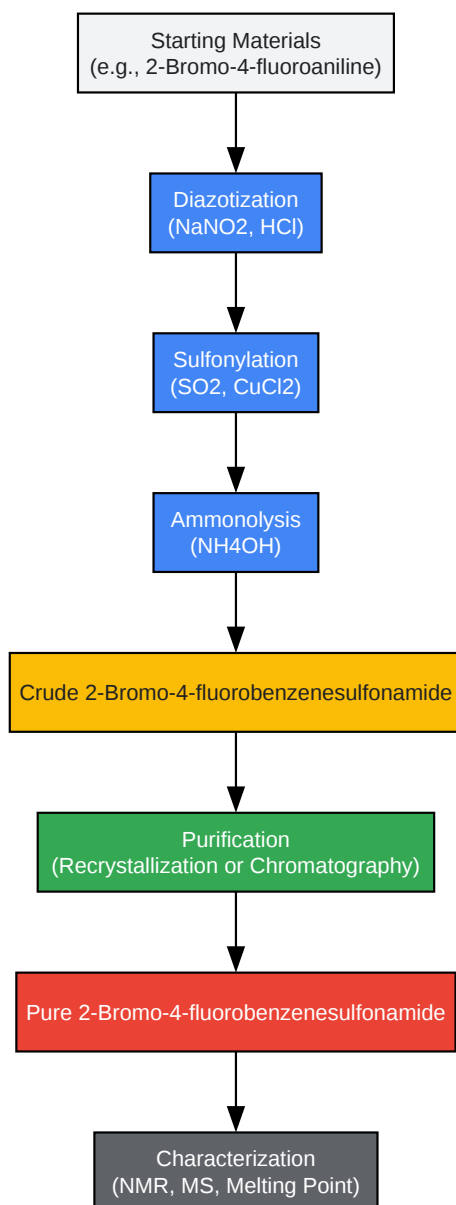 Starting Materials
(e.g., 2-Bromo-4-fluoroaniline)
Diazotization
(NaNO2, HCl)
Sulfonylation
(SO2, CuCl2)
Ammonolysis
(NH4OH)
Crude 2-Bromo-4-fluorobenzenesulfonamide
Purification
(Recrystallization or Chromatography)
Pure 2-Bromo-4-fluorobenzenesulfonamide
Characterization
(NMR, MS, Melting Point)